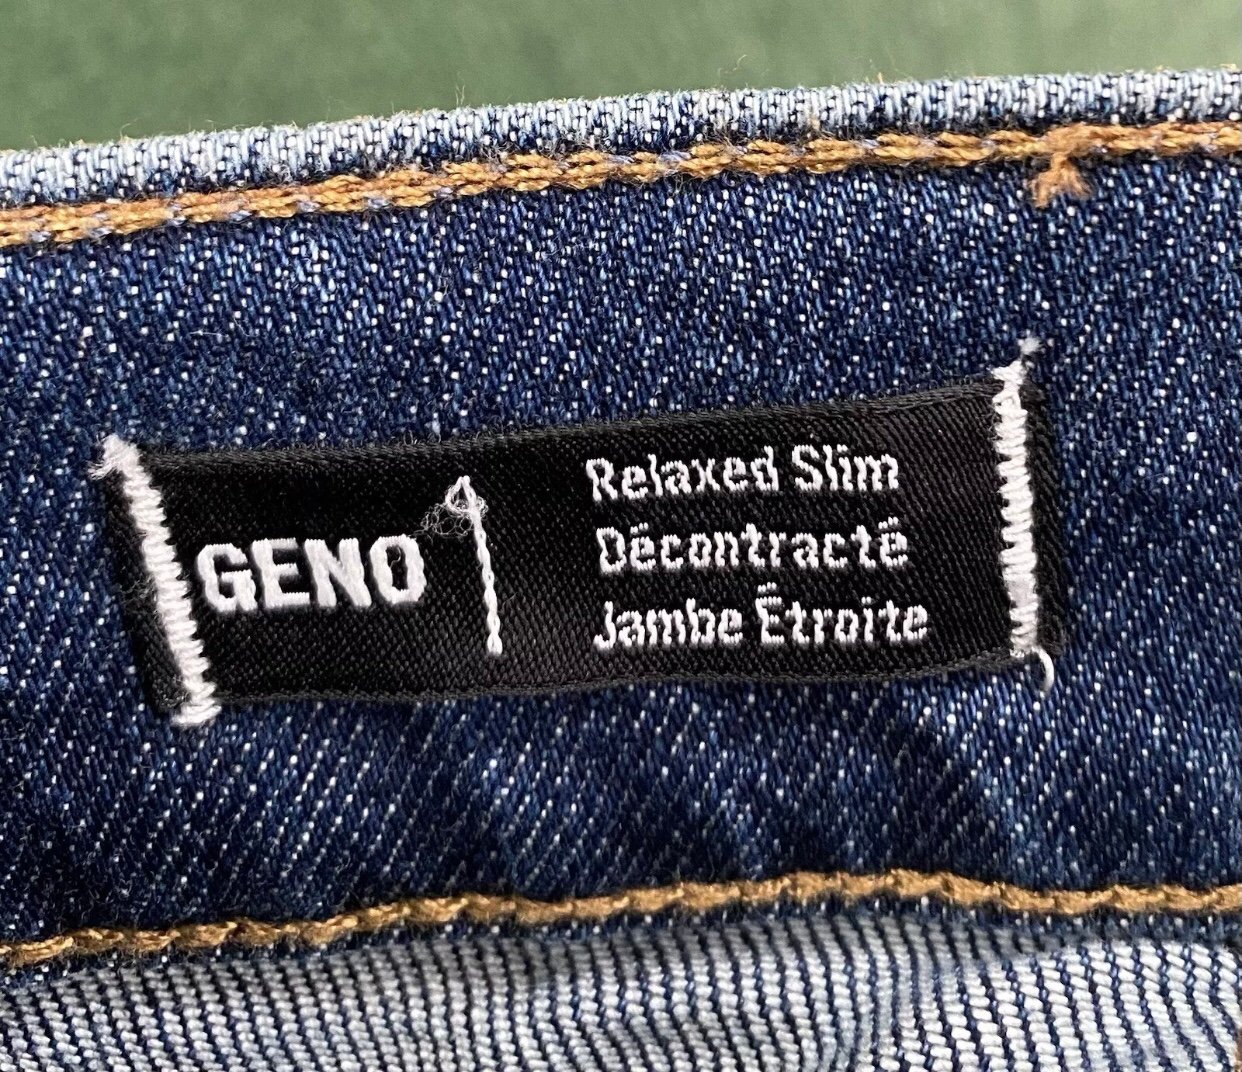 GENO
Relaxed Slim
Décontracté
Jambe Étroite